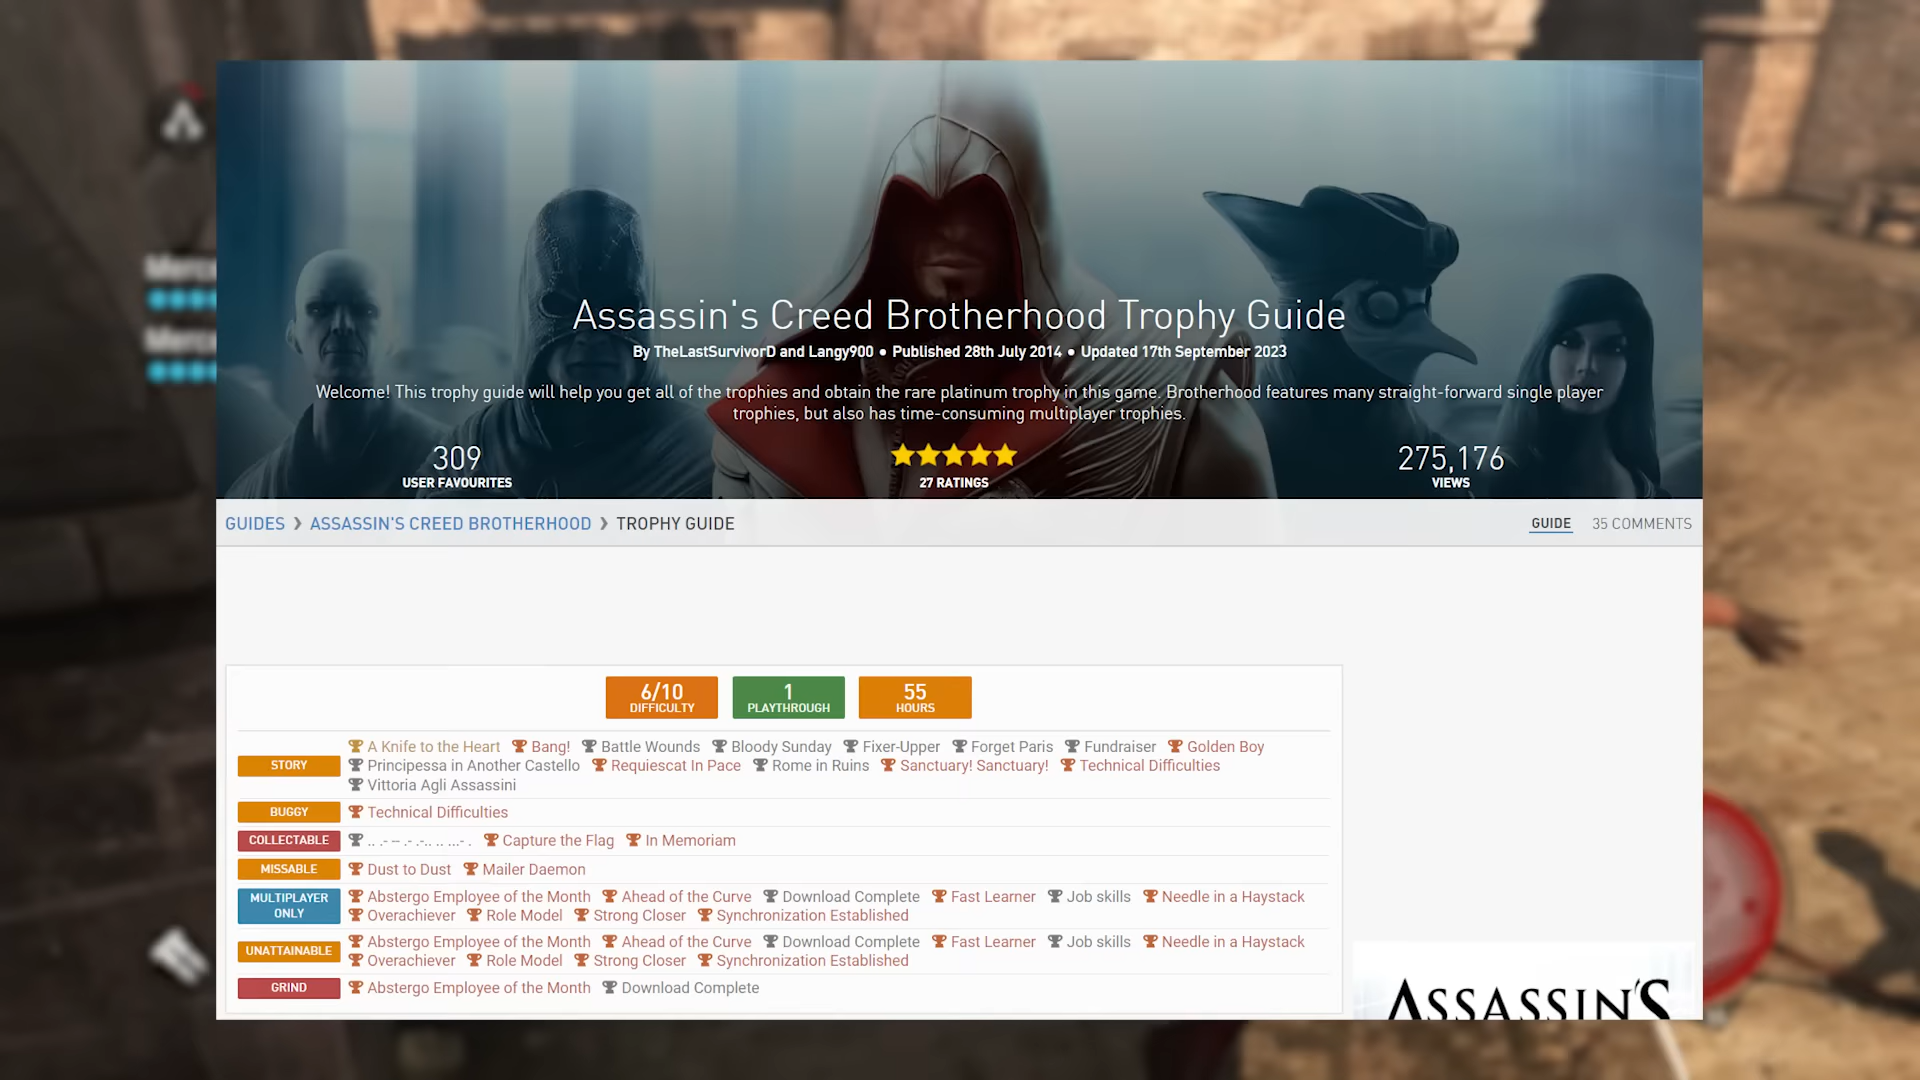 Assassin's Creed Brotherhood Trophy Guide
By TheLastSurvivorD and Langy900 • Published 28th July 2014 • Updated 17th September 2023
Welcome! This trophy guide will help you get all of the trophies and obtain the rare platinum trophy in this game. Brotherhood features many straight-forward single player
trophies, but also has time-consuming multiplayer trophies.
309
USER FAVOURITES
27 RATINGS
275,176
VIEWS
GUIDES > ASSASSIN'S CREED BROTHERHOOD > TROPHY GUIDE
GUIDE 35 COMMENTS
6/10
DIFFICULTY
1
PLAYTHROUGH
55
HOURS
STORY
A Knife to the Heart Bang! Battle Wounds Bloody Sunday Fixer-Upper Forget Paris Fundraiser Golden Boy
Principessa in Another Castello Requiescat In Pace Rome in Ruins Sanctuary! Sanctuary! Technical Difficulties
Vittoria Agli Assassini
BUGGY
Technical Difficulties
COLLECTABLE
.. .- -- .- .-.. .. ...- . Capture the Flag In Memoriam
MISSABLE
Dust to Dust Mailer Daemon
MULTIPLAYER
ONLY
Abstergo Employee of the Month Ahead of the Curve Download Complete Fast Learner Job skills Needle in a Haystack
Overachiever Role Model Strong Closer Synchronization Established
UNATTAINABLE
Abstergo Employee of the Month Ahead of the Curve Download Complete Fast Learner Job skills Needle in a Haystack
Overachiever Role Model Strong Closer Synchronization Established
GRIND
Abstergo Employee of the Month Download Complete
ASSASSIN'S
Merc
Merc